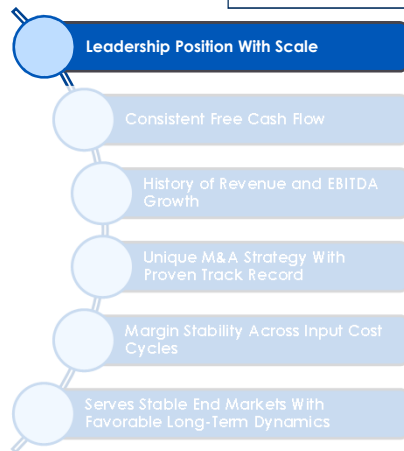 Leadership Position With Scale
Consistent Free Cash Flow
History of Revenue and EBITDA
Growth
Unique M&A Strategy With
Proven Track Record
Margin Stability Across Input Cost
Cycles
Serves Stable End Markets With
Favorable Long-Term Dynamics